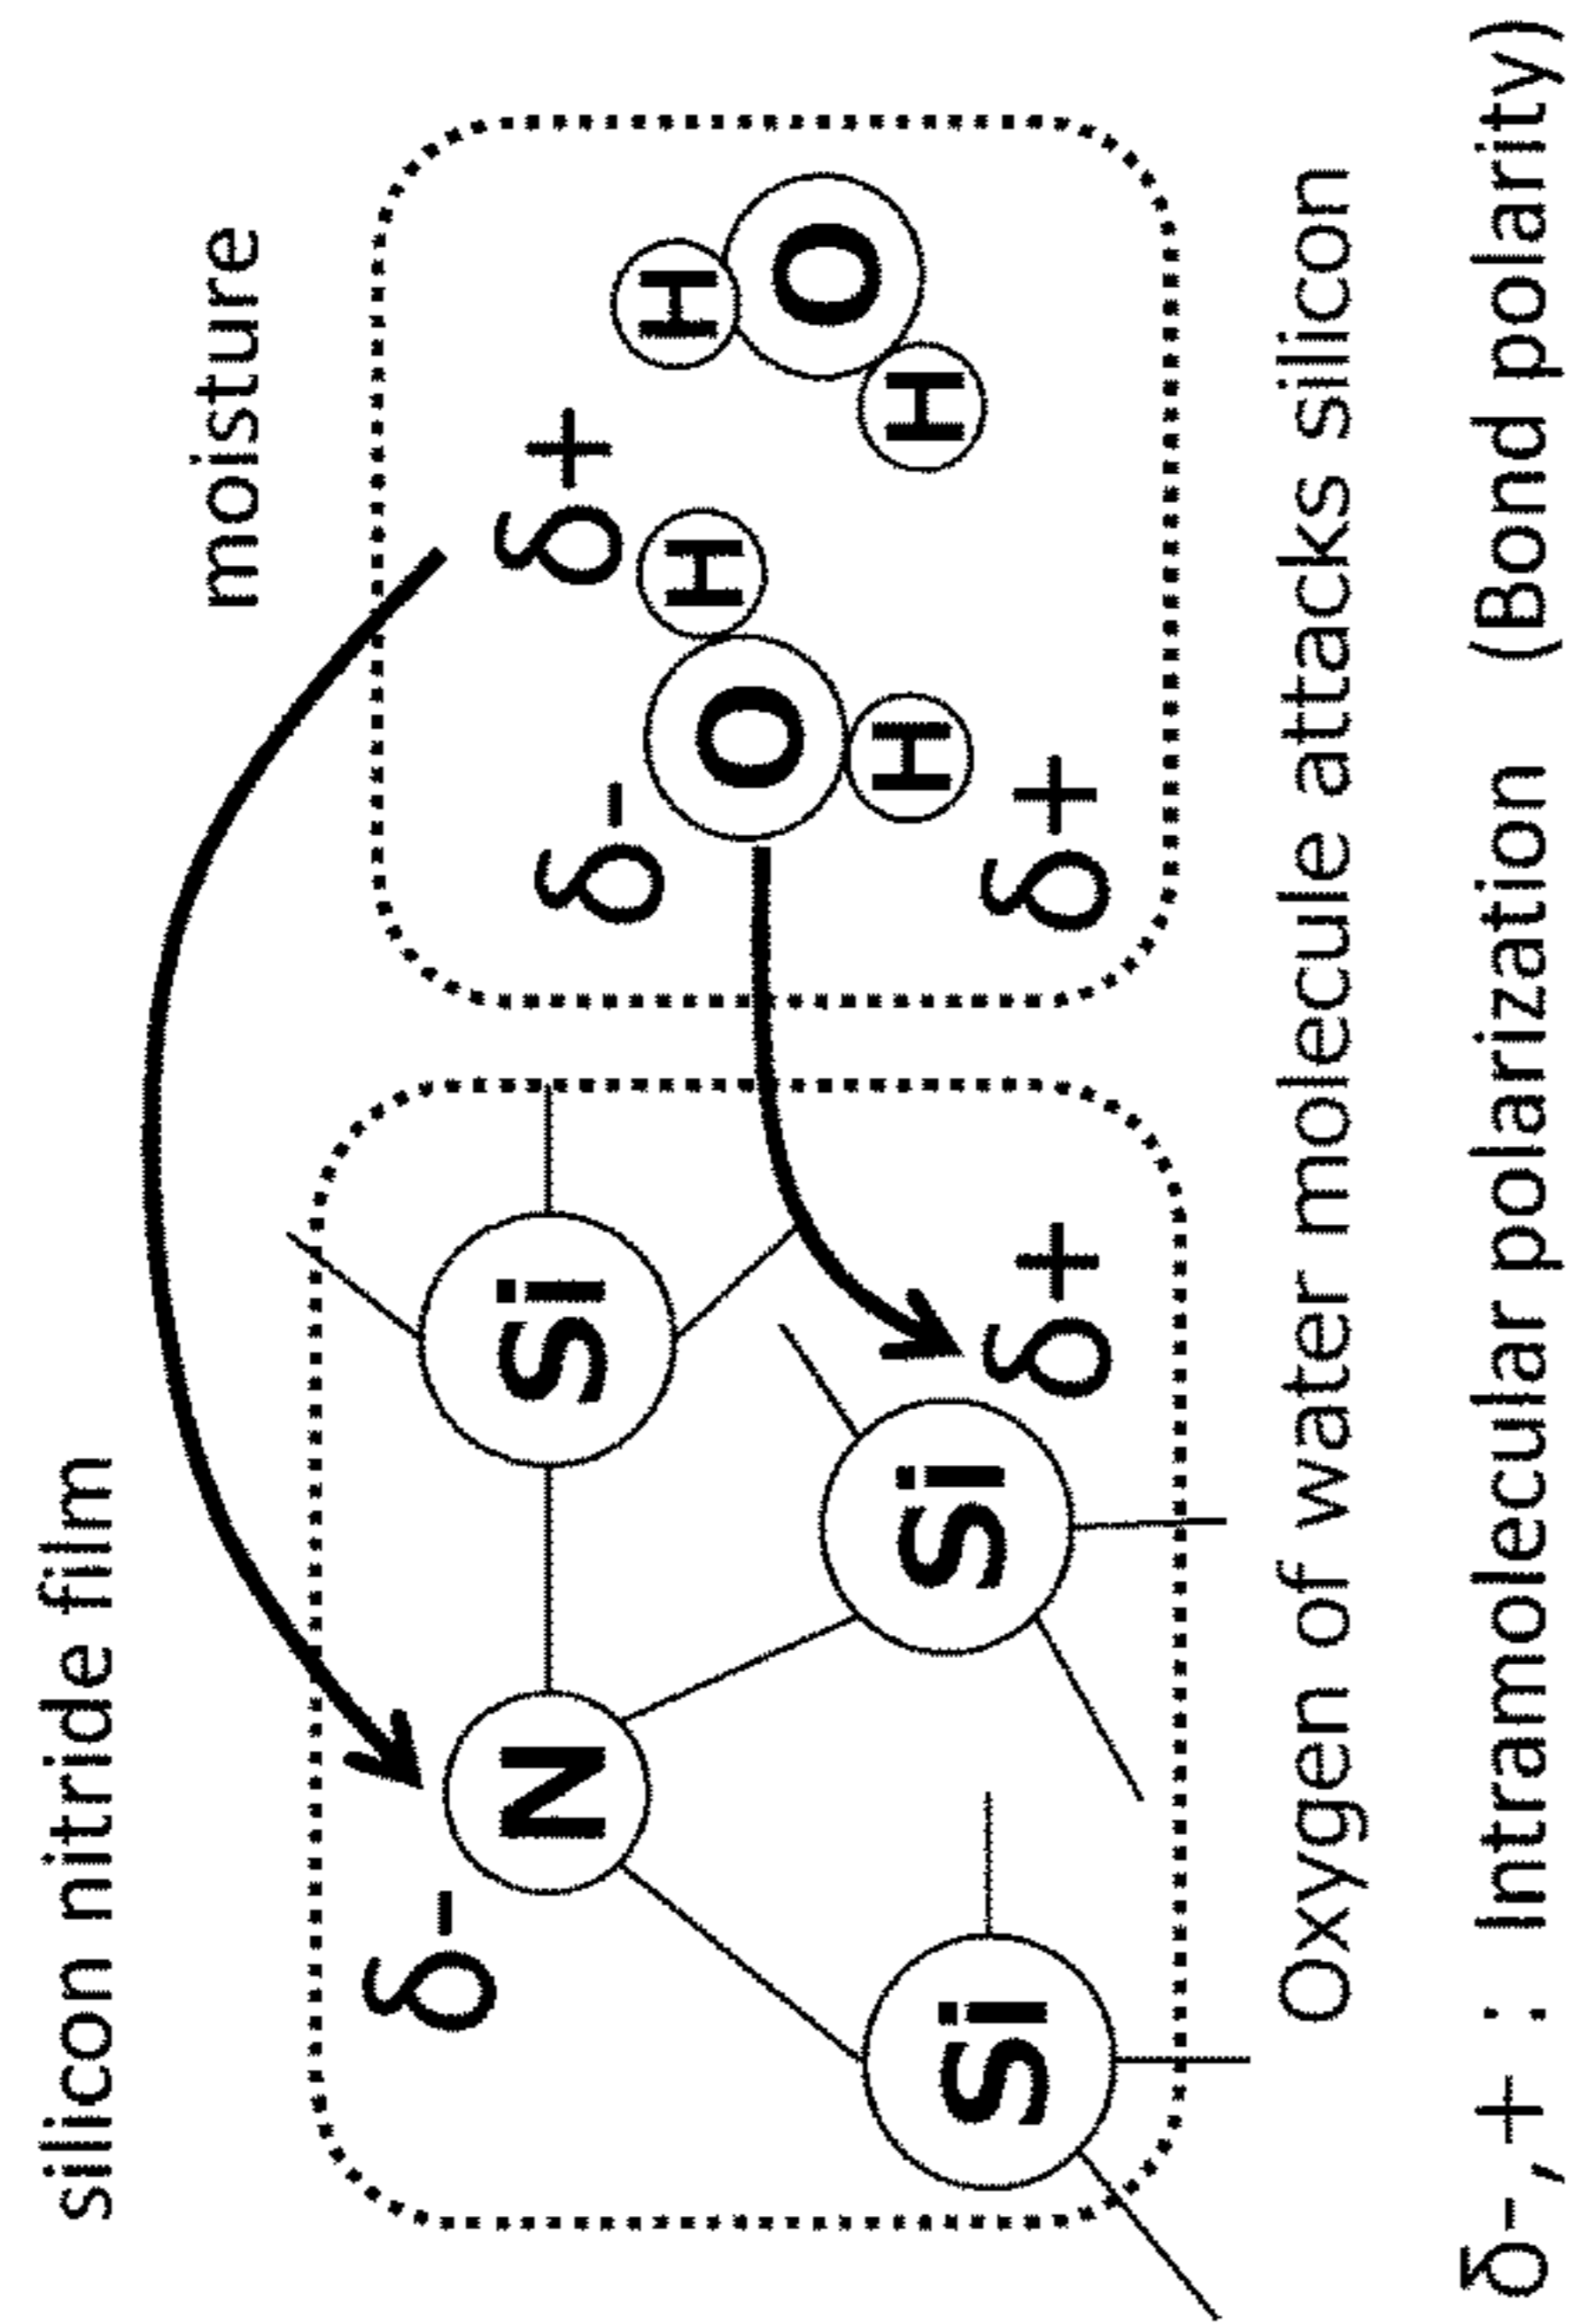 silicon nitride film
moisture
δ-
N
Si
Si
Si
δ+
δ-
δ+
O
H
H
δ+
H
O
H
Oxygen of water molecule attacks silicon
δ-,+ : Intramolecular polarization (Bond polarity)